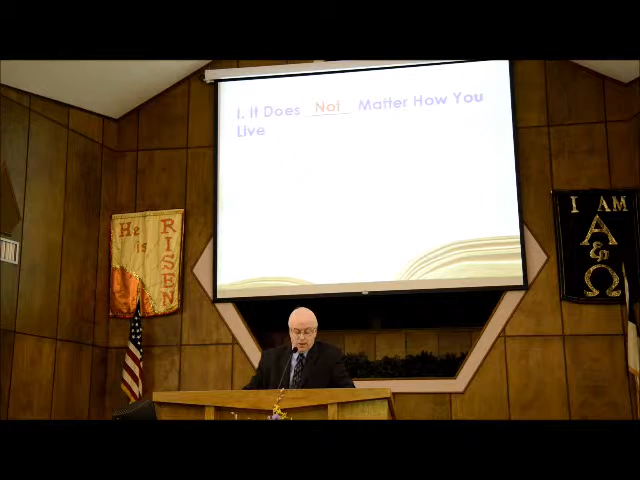 I. It Does Not Matter How You
Live
He
is
RISEN
I AM
A
&
Ω